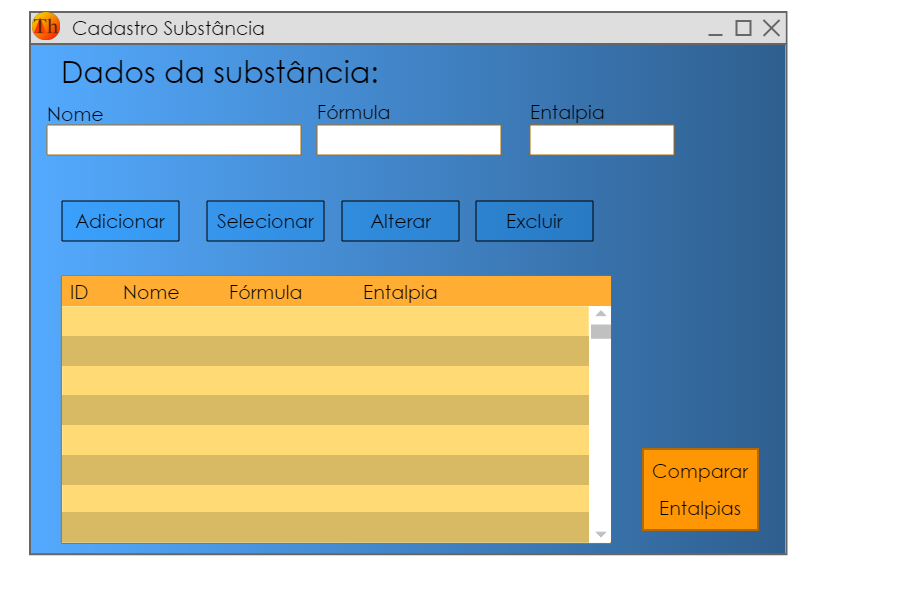 Th Cadastro Substância
Dados da substância:
Nome Fórmula Entalpia
Adicionar Selecionar Alterar Excluir
ID Nome Fórmula Entalpia
Comparar
Entalpias